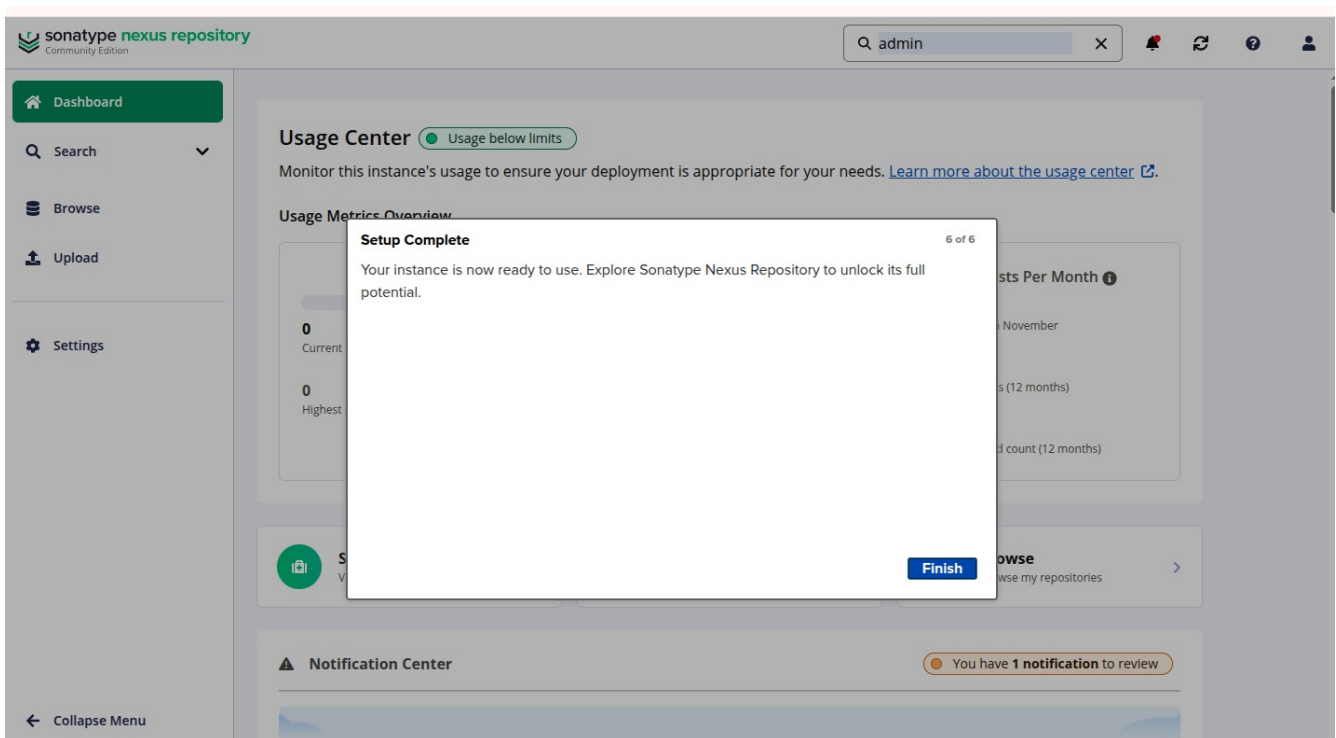 sonatype nexus repository
Community Edition
admin
Dashboard
Search
Browse
Upload
Settings
Collapse Menu
Usage Center
Usage below limits
Monitor this instance's usage to ensure your deployment is appropriate for your needs. Learn more about the usage center.
Usage Metrics Overview
Setup Complete
6 of 6
Your instance is now ready to use. Explore Sonatype Nexus Repository to unlock its full
potential.
Finish
0
Current
0
Highest
Per Month
November
(12 months)
count (12 months)
Browse my repositories
Notification Center
You have 1 notification to review